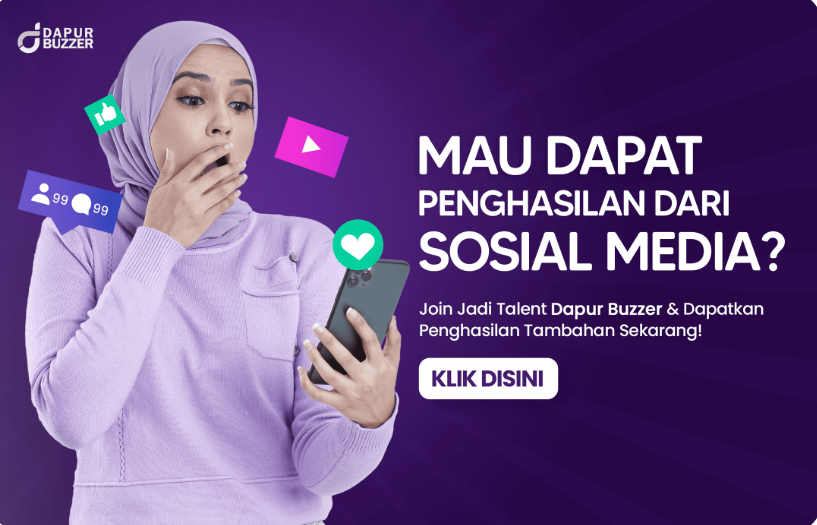 DAPUR
BUZZER
99 99
MAU DAPAT
PENGHASILAN DARI
SOSIAL MEDIA?
Join Jadi Talent Dapur Buzzer & Dapatkan
Penghasilan Tambahan Sekarang!
KLIK DISINI